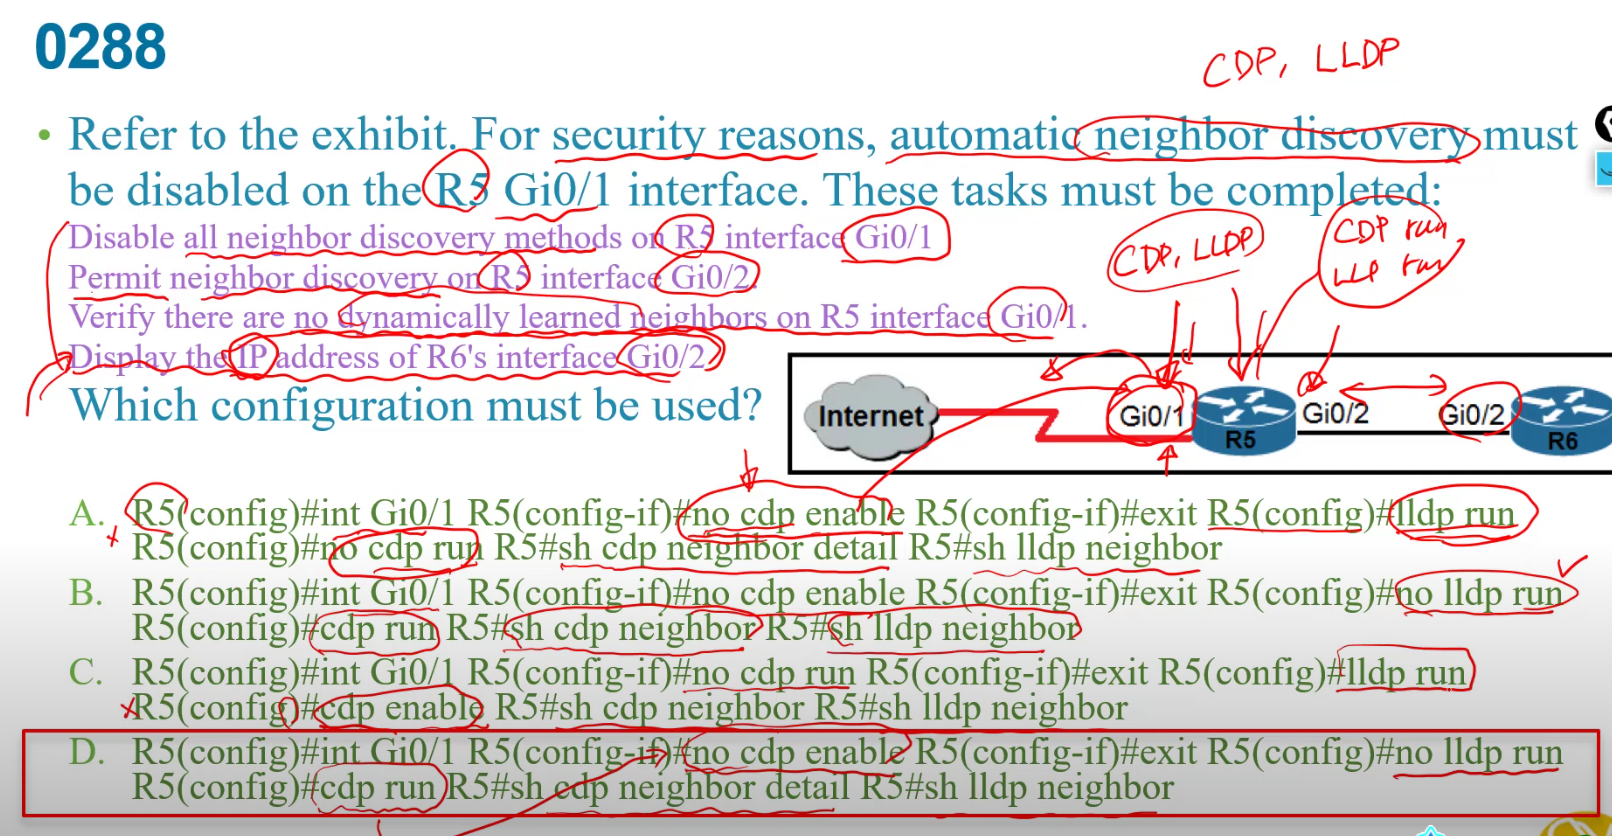 0288
CDP, LLDP
• Refer to the exhibit. For security reasons, automatic neighbor discovery must
be disabled on the R5 Gi0/1 interface. These tasks must be completed:
Disable all neighbor discovery methods on R5 interface Gi0/1
Permit neighbor discovery on R5 interface Gi0/2.
Verify there are no dynamically learned neighbors on R5 interface Gi0/1.
Display the IP address of R6's interface Gi0/2.
Which configuration must be used?
CDP, LLDP
CDP run
LLP run
Internet
Gi0/1
R5
Gi0/2
Gi0/2
R6
A. R5(config)#int Gi0/1 R5(config-if)#no cdp enable R5(config-if)#exit R5(config)#lldp run
R5(config)#no cdp run R5#sh cdp neighbor detail R5#sh lldp neighbor
B. R5(config)#int Gi0/1 R5(config-if)#no cdp enable R5(config-if)#exit R5(config)#no lldp run
R5(config)#cdp run R5#sh cdp neighbor R5#sh lldp neighbor
C. R5(config)#int Gi0/1 R5(config-if)#no cdp run R5(config-if)#exit R5(config)#lldp run
R5(config)#cdp enable R5#sh cdp neighbor R5#sh lldp neighbor
D. R5(config)#int Gi0/1 R5(config-if)#no cdp enable R5(config-if)#exit R5(config)#no lldp run
R5(config)#cdp run R5#sh cdp neighbor detail R5#sh lldp neighbor